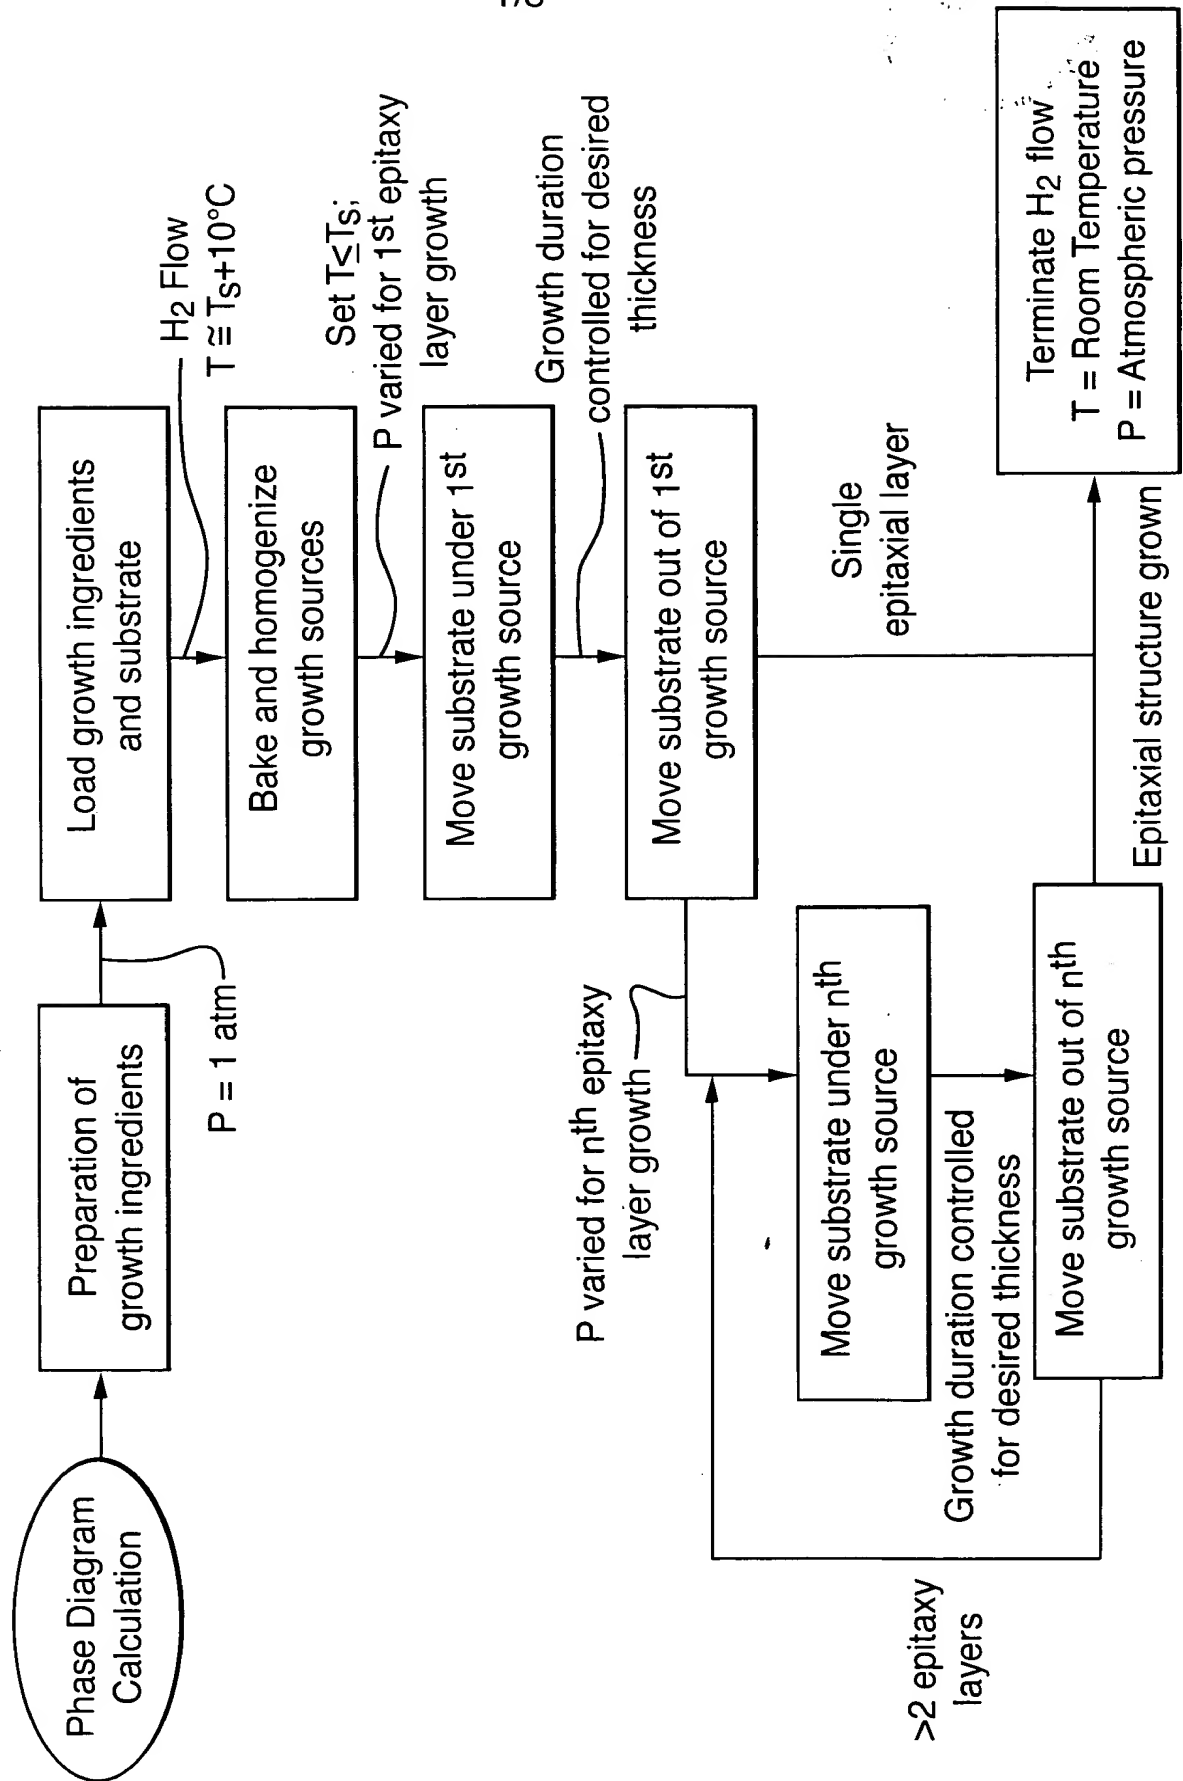 Phase Diagram
Calculation
Preparation of
growth ingredients
P = 1 atm
Load growth ingredients
and substrate
H2 Flow
T ≅ Ts+10°C
Bake and homogenize
growth sources
Set T≤Ts;
P varied for 1st epitaxy
layer growth
Move substrate under 1st
growth source
Growth duration
controlled for desired
thickness
Move substrate out of 1st
growth source
Single
epitaxial layer
P varied for nth epitaxy
layer growth
Move substrate under nth
growth source
Growth duration controlled
for desired thickness
Move substrate out of nth
growth source
>2 epitaxy
layers
Epitaxial structure grown
Terminate H2 flow
T = Room Temperature
P = Atmospheric pressure